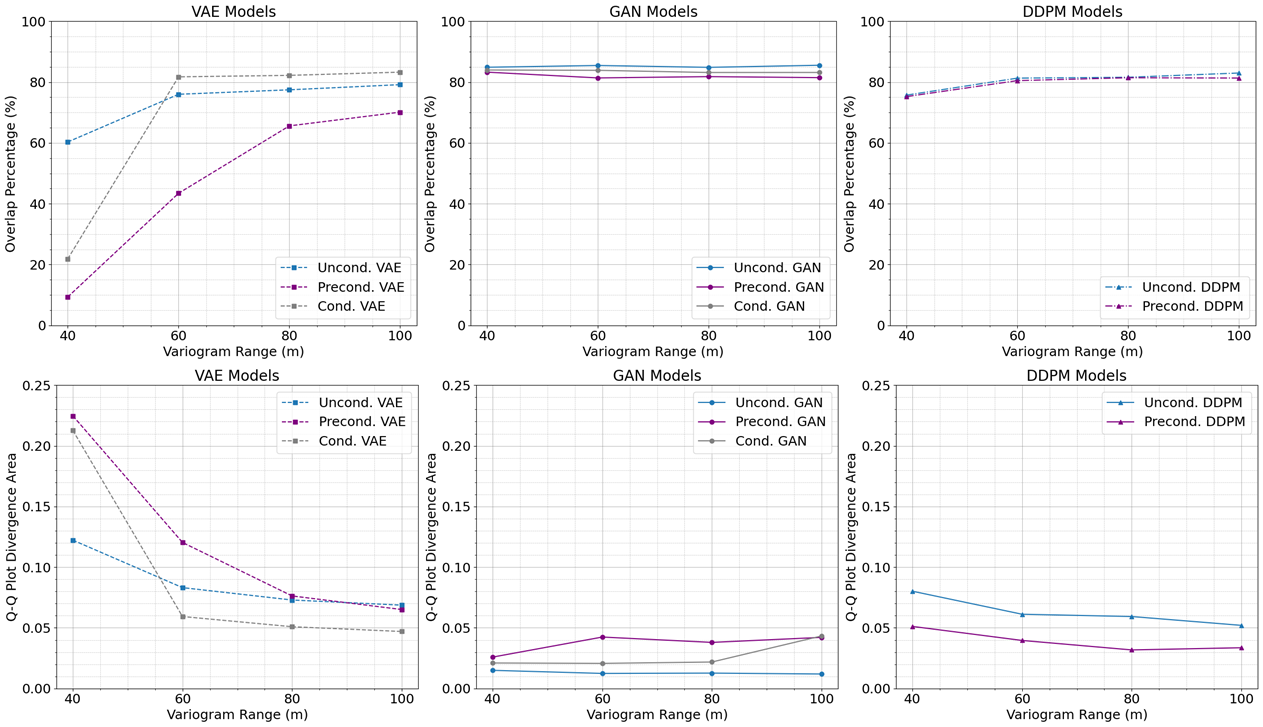 VAE Models
100
80
60
40
20
0
Overlap Percentage (%)
40 60 80 100
Variogram Range (m)
Uncond. VAE
Precond. VAE
Cond. VAE
GAN Models
100
80
60
40
20
0
Overlap Percentage (%)
40 60 80 100
Variogram Range (m)
Uncond. GAN
Precond. GAN
Cond. GAN
DDPM Models
100
80
60
40
20
0
Overlap Percentage (%)
40 60 80 100
Variogram Range (m)
Uncond. DDPM
Precond. DDPM
VAE Models
0.25
0.20
0.15
0.10
0.05
0.00
Q-Q Plot Divergence Area
40 60 80 100
Variogram Range (m)
Uncond. VAE
Precond. VAE
Cond. VAE
GAN Models
0.25
0.20
0.15
0.10
0.05
0.00
Q-Q Plot Divergence Area
40 60 80 100
Variogram Range (m)
Uncond. GAN
Precond. GAN
Cond. GAN
DDPM Models
0.25
0.20
0.15
0.10
0.05
0.00
Q-Q Plot Divergence Area
40 60 80 100
Variogram Range (m)
Uncond. DDPM
Precond. DDPM